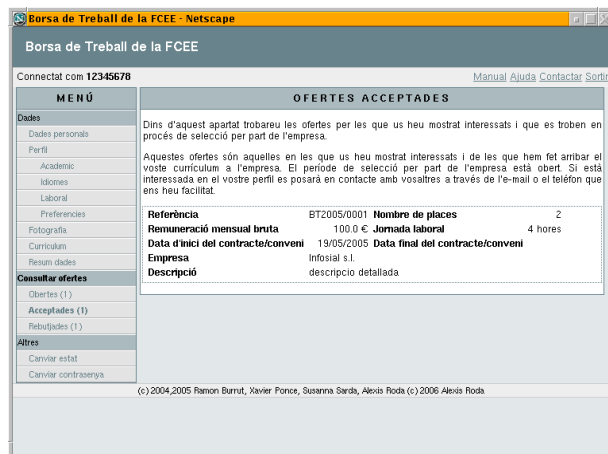 Borsa de Treball de la FCEE - Netscape
Borsa de Treball de la FCEE
Connectat com 12345678
Manual Ajuda Contactar Sortir
MENÚ
Dades
Dades personals
Perfil
Academic
Idiomes
Laboral
Preferencies
Fotografia
Curriculum
Resum dades
Consultar ofertes
Obertes (1)
Acceptades (1)
Rebutjades (1)
Altres
Canviar estat
Canviar contrasenya
OFERTES ACCEPTADES
Dins d'aquest apartat trobareu les ofertes per les que us heu mostrat interessats i que es troben en
procés de selecció per part de l'empresa.
Aquestes ofertes són aquelles en les que us heu mostrat interessats i de les que hem fet arribar el
voste currículum a l'empresa. El període de selecció per part de l'empresa està obert. Si està
interessada en el vostre perfil es posarà en contacte amb vosaltres a través de l'e-mail o el telèfon que
ens heu facilitat.
Referència BT2005/0001 Nombre de places 2
Remuneració mensual bruta 100.0 € Jornada laboral 4 hores
Data d'inici del contracte/conveni 19/05/2005 Data final del contracte/conveni
Empresa Infosial s.l.
Descripció descripcio detallada
(c) 2004,2005 Ramon Burrut, Xavier Ponce, Susanna Sarda, Alexis Roda (c) 2006 Alexis Roda